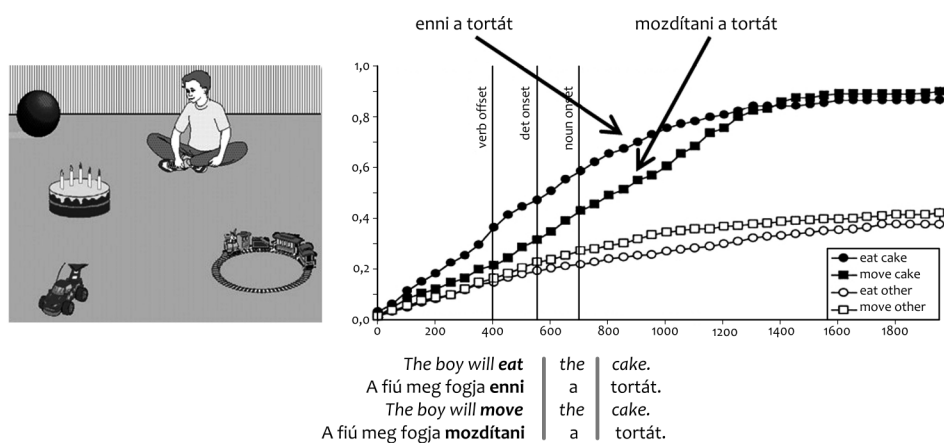 enni a tortát
mozdítani a tortát
1,0
0,8
0,6
0,4
0,2
0,0
verb offset
det onset
noun onset
eat cake
move cake
eat other
move other
0 200 400 600 800 1000 1200 1400 1600 1800
The boy will eat the cake.
A fiú meg fogja enni a tortát.
The boy will move the cake.
A fiú meg fogja mozdítani a tortát.